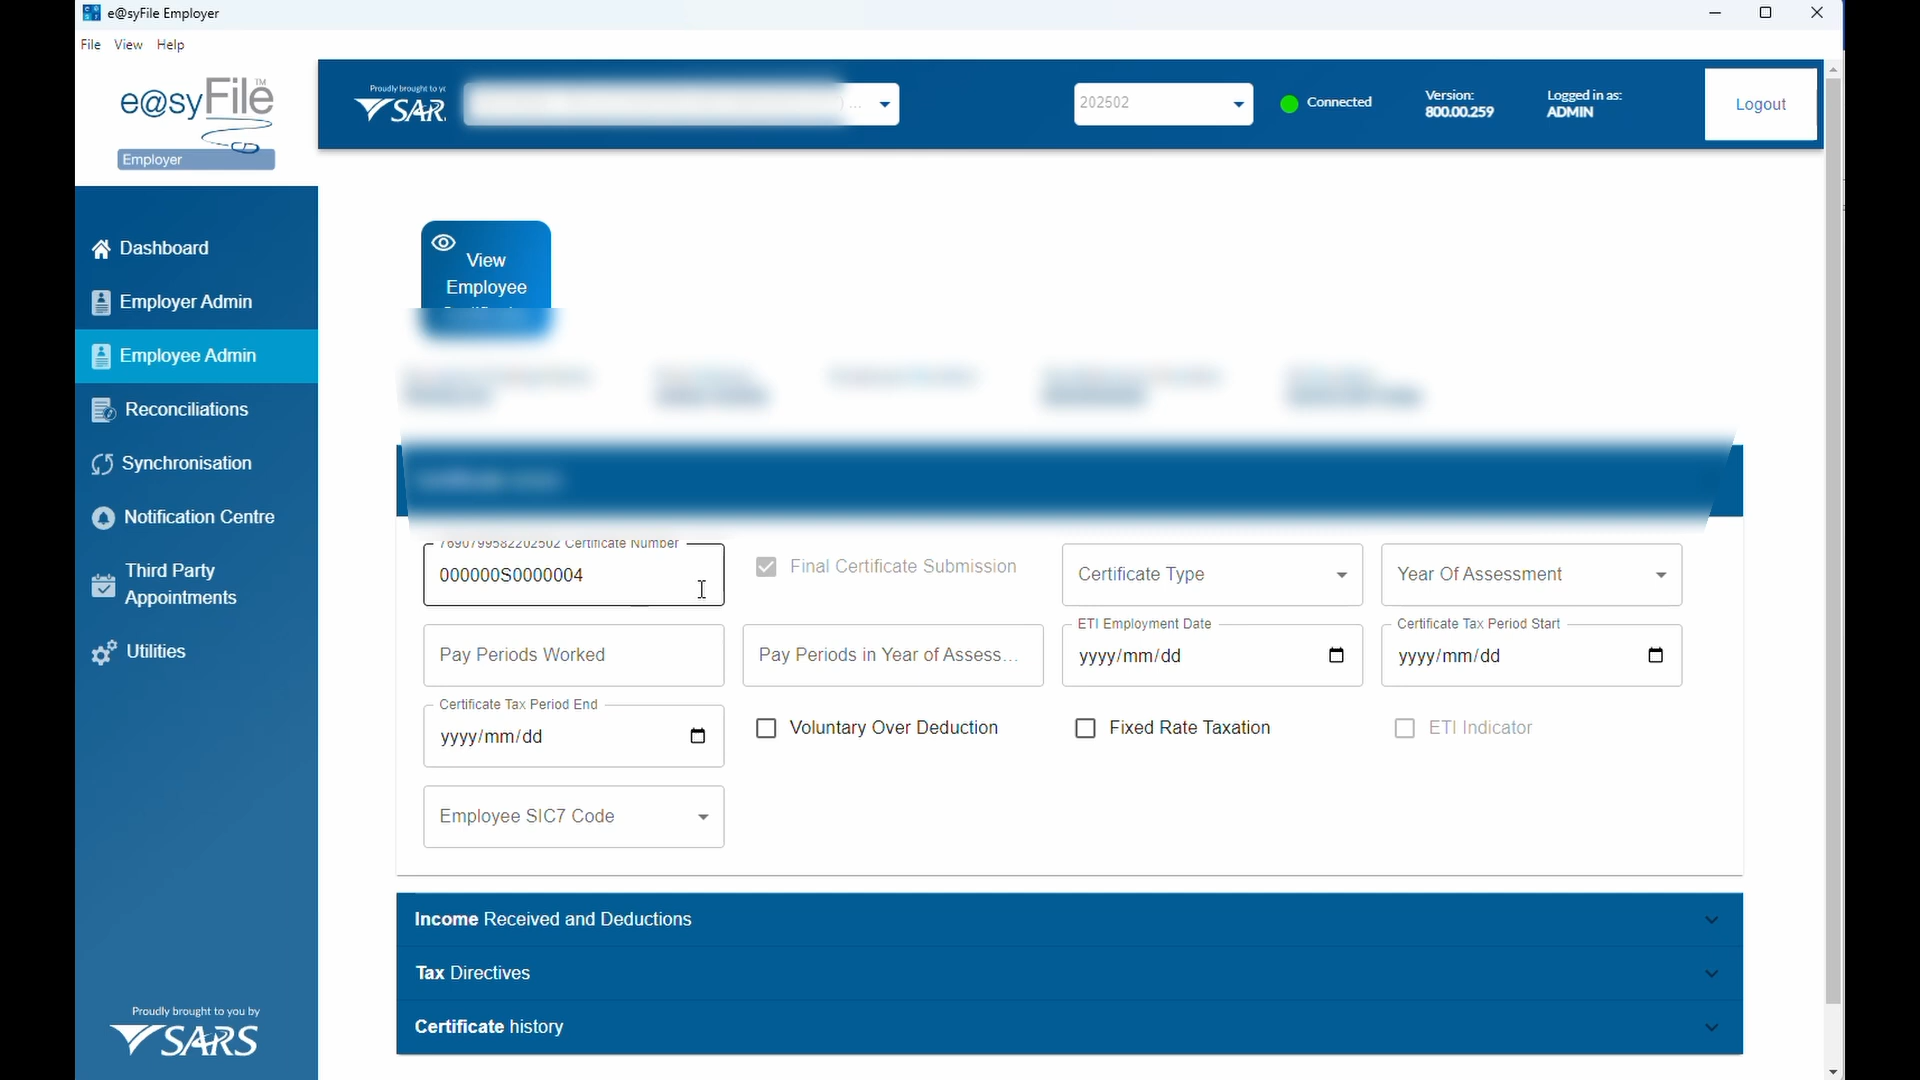 e@syFile Employer
File View Help
e@syFile™
Employer
Proudly brought to y
SAR
...
202502
Connected
Version:
800.00.259
Logged in as:
ADMIN
Logout
Dashboard
Employer Admin
Employee Admin
Reconciliations
Synchronisation
Notification Centre
Third Party
Appointments
Utilities
Proudly brought to you by
SARS
View
Employee
7690799582202502 Certificate Number
000000S0000004
Final Certificate Submission
Certificate Type
Year Of Assessment
Pay Periods Worked
Pay Periods in Year of Assess...
ETI Employment Date
yyyy/mm/dd
Certificate Tax Period Start
yyyy/mm/dd
Certificate Tax Period End
yyyy/mm/dd
Voluntary Over Deduction
Fixed Rate Taxation
ETI Indicator
Employee SIC7 Code
Income Received and Deductions
Tax Directives
Certificate history